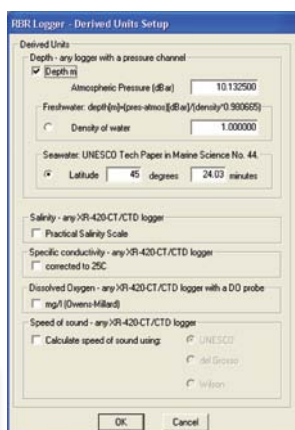 RBR Logger - Derived Units Setup
Derived Units
Depth - any logger with a pressure channel
Depth m
Atmospheric Pressure (dBar) 10.132500
Freshwater: depth[m]=(pres-atmos)[dBar]/(density*0.980665)
Density of water 1.000000
Seawater: UNESCO Tech Paper in Marine Science No. 44.
Latitude 45 degrees 24.03 minutes
Salinity - any XR-420-CT/CTD logger
Practical Salinity Scale
Specific conductivity - any XR-420-CT/CTD logger
corrected to 25C
Dissolved Oxygen - any XR-420-CT/CTD logger with a DO probe
mg/l (Owens-Millard)
Speed of sound - any XR-420-CT/CTD logger
Calculate speed of sound using: UNESCO
del Grosso
Wilson
OK Cancel